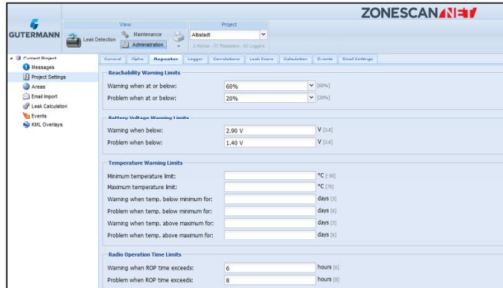 ZONESCAN NET
GUTERMANN
View
Project
Leak Detection
Maintenance
Administration
Albstadt
Current Project
Messages
Project Settings
Areas
Email Import
Leak Calculation
Events
KML Overlays
General
Alpha
Repeater
Logger
Correlations
Leak Score
Calculation
Events
Email Settings
Reachability Warning Limits
Warning when at or below: 60% [60%]
Problem when at or below: 20% [20%]
Battery Voltage Warning Limits
Warning when below: 2.90 V V
Problem when below: 1.40 V V
Temperature Warning Limits
Minimum temperature limit: °C
Maximum temperature limit: °C
Warning when temp. below minimum for: days
Problem when temp. below minimum for: days
Warning when temp. above maximum for: days
Problem when temp. above maximum for: days
Radio Operation Time Limits
Warning when ROP time exceeds: 6 hours
Problem when ROP time exceeds: 8 hours